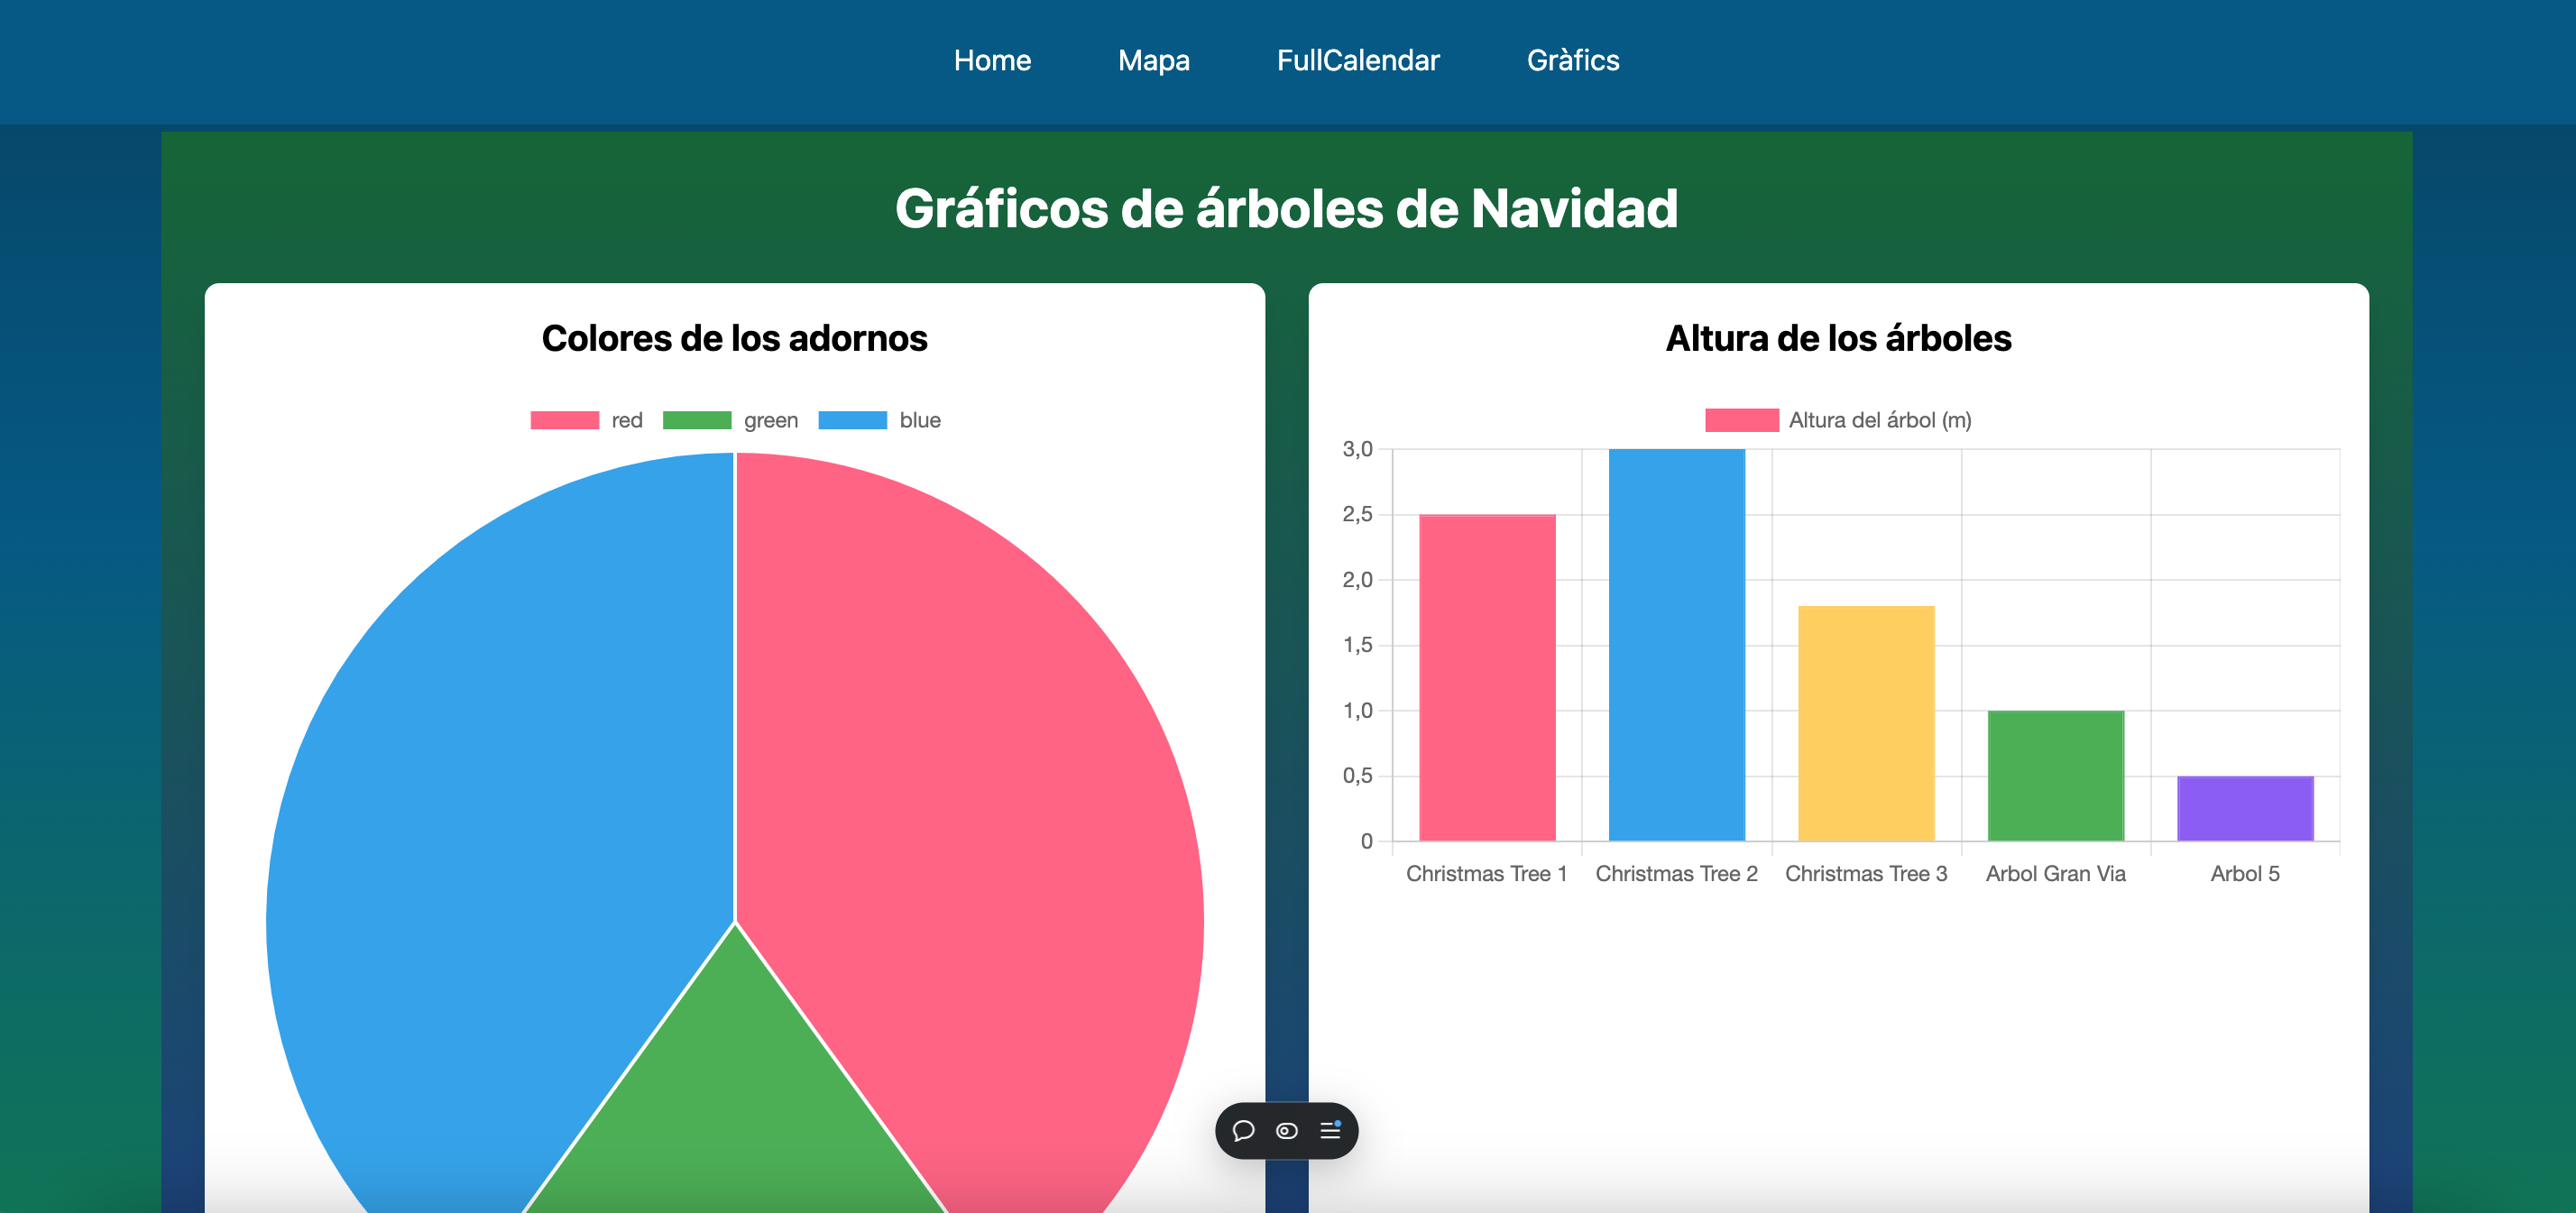 Home Mapa FullCalendar Gràfics
Gráficos de árboles de Navidad
Colores de los adornos
red green blue
Altura de los árboles
Altura del árbol (m)
3,0
2,5
2,0
1,5
1,0
0,5
0
Christmas Tree 1 Christmas Tree 2 Christmas Tree 3 Arbol Gran Via Arbol 5